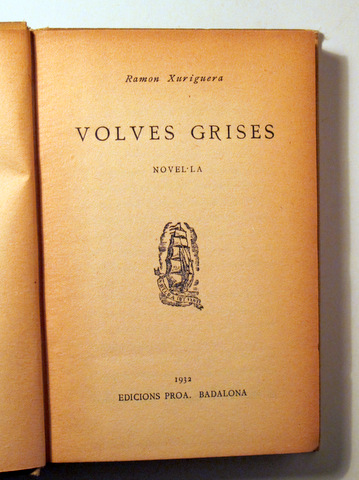 Ramon Xuriguera
VOLVES GRISES
NOVEL·LA
1932
EDICIONS PROA. BADALONA